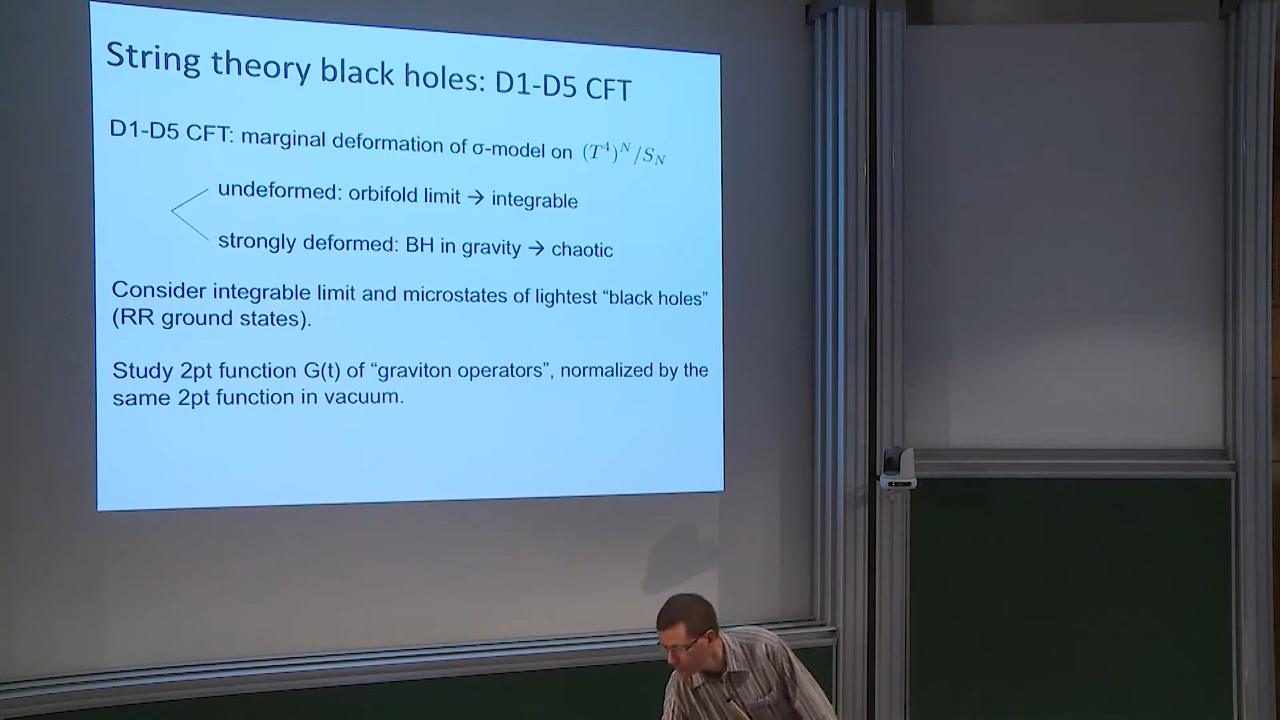 String theory black holes: D1-D5 CFT
D1-D5 CFT: marginal deformation of σ-model on (T⁴)ᴺ/S_N
undeformed: orbifold limit → integrable
strongly deformed: BH in gravity → chaotic
Consider integrable limit and microstates of lightest “black holes”
(RR ground states).
Study 2pt function G(t) of “graviton operators”, normalized by the
same 2pt function in vacuum.